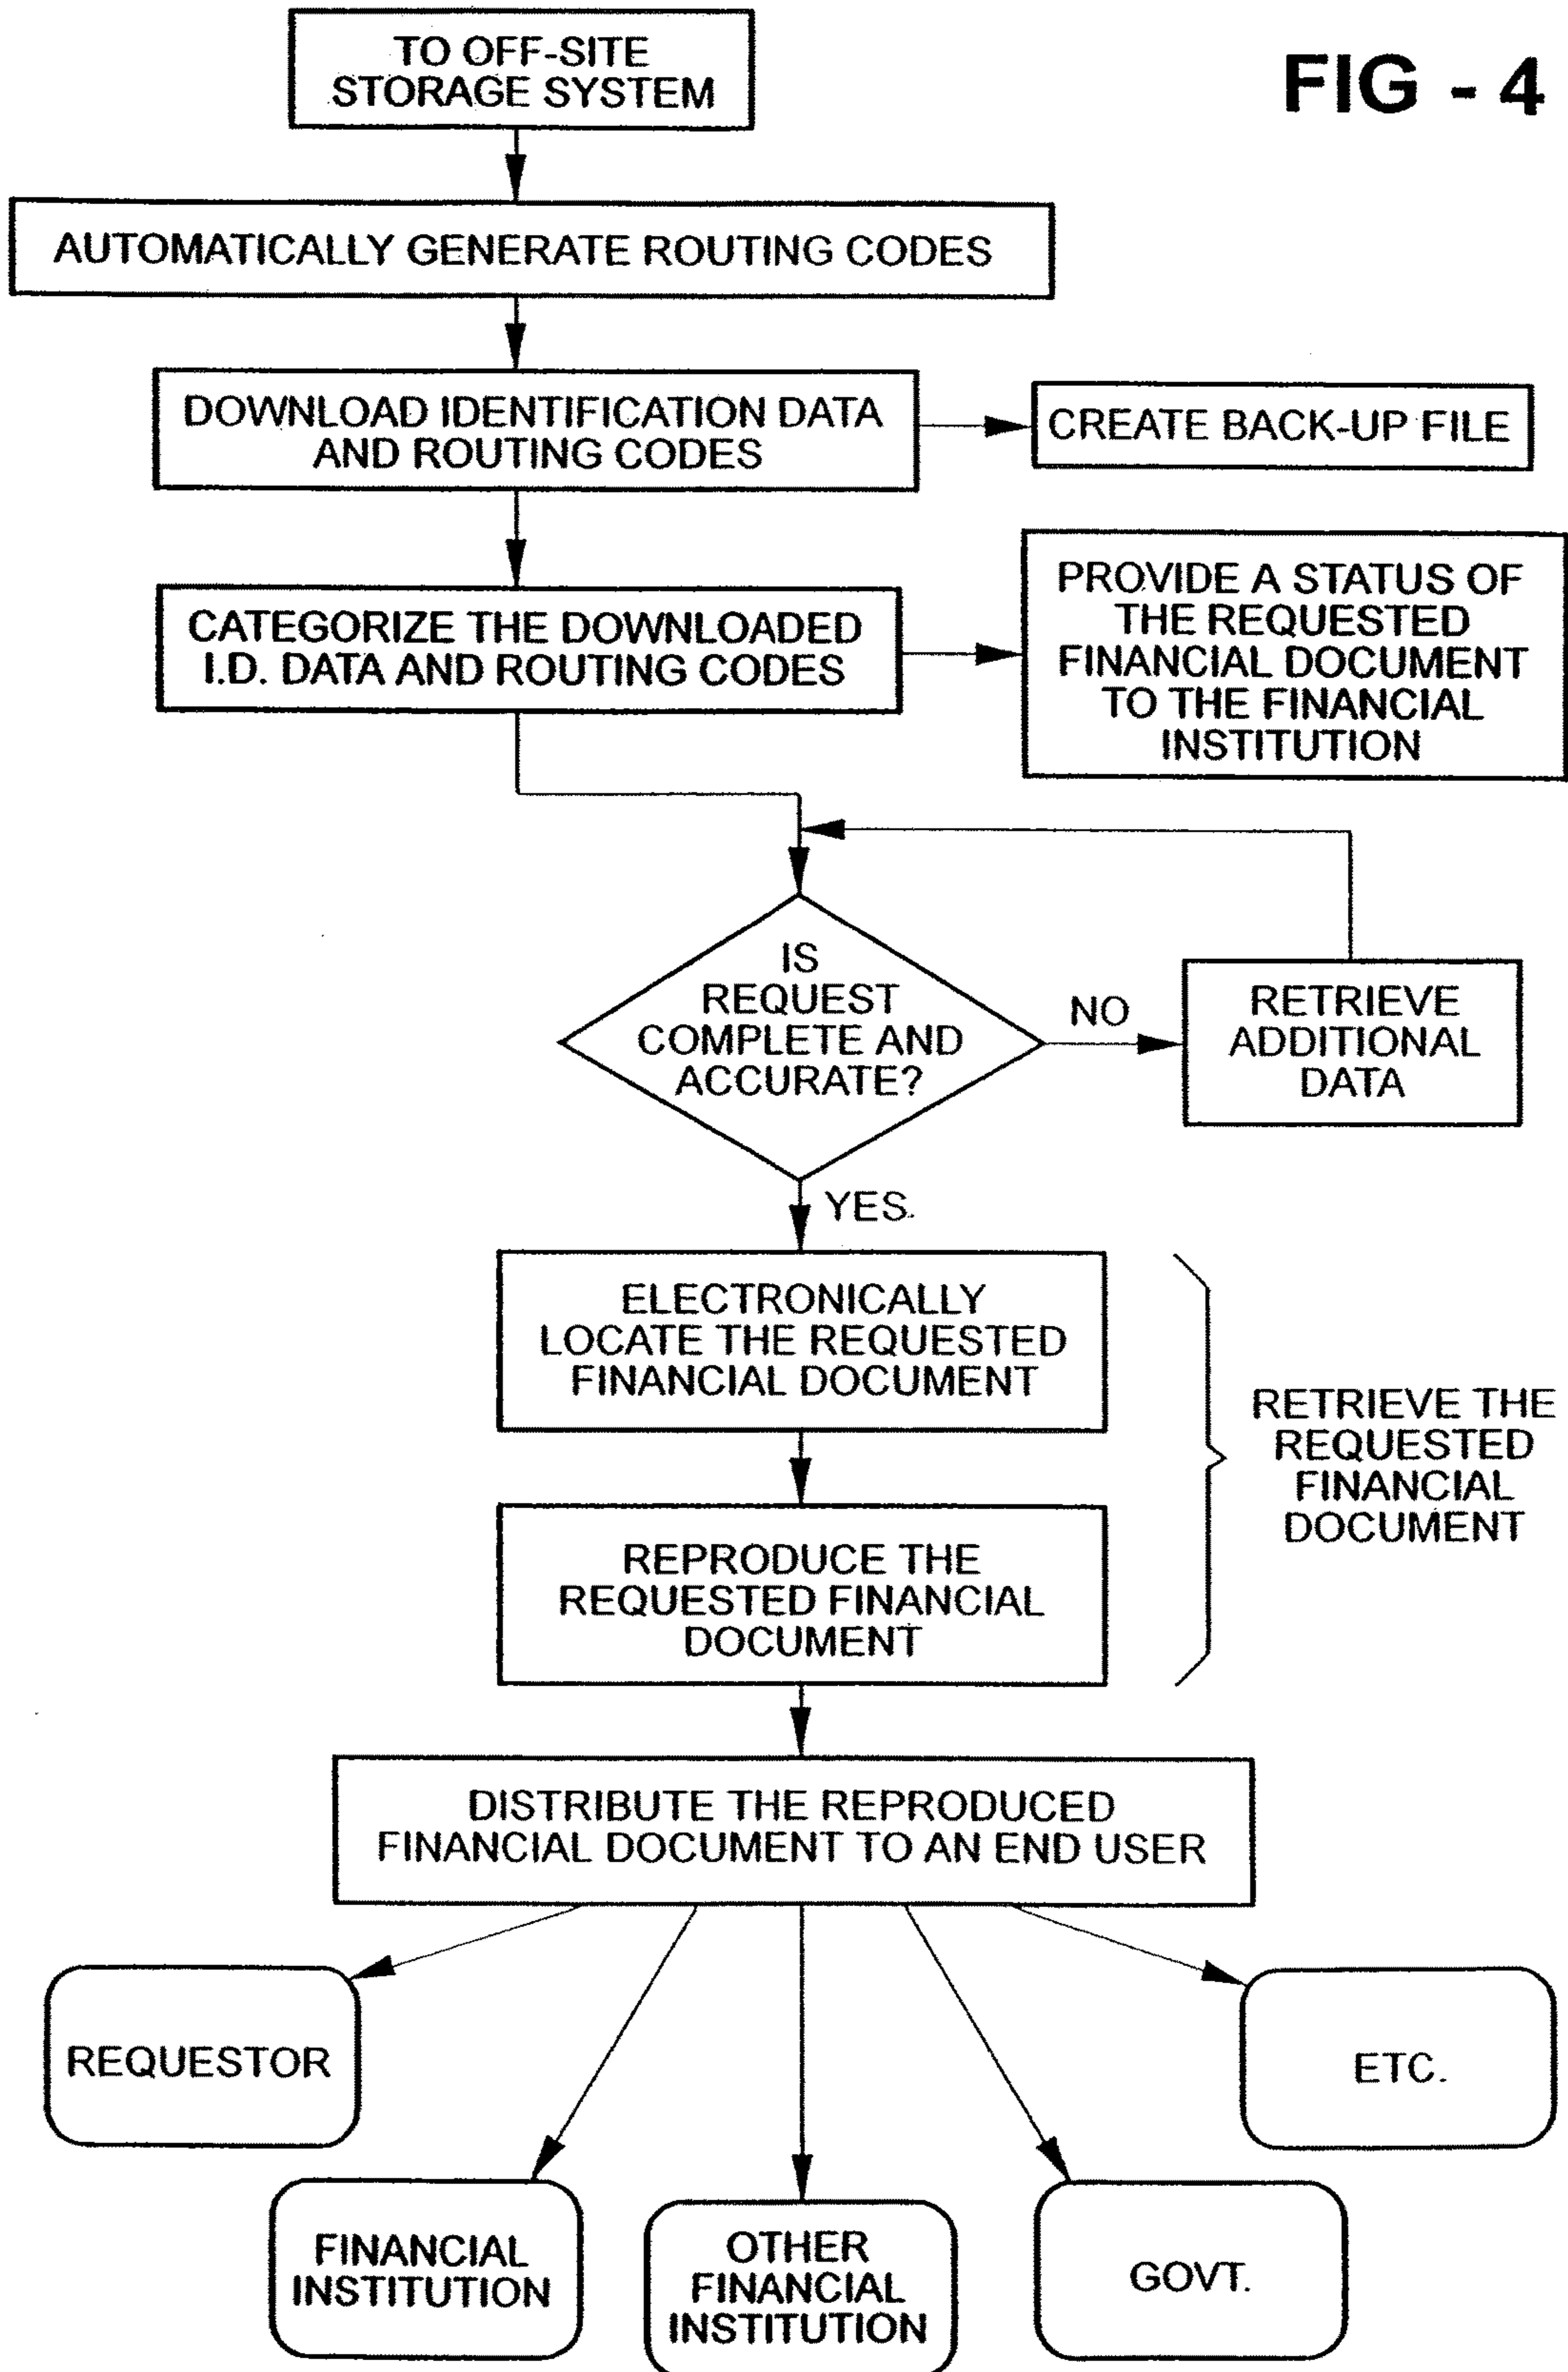 TO OFF-SITE
STORAGE SYSTEM
FIG - 4
AUTOMATICALLY GENERATE ROUTING CODES
DOWNLOAD IDENTIFICATION DATA
AND ROUTING CODES
CREATE BACK-UP FILE
CATEGORIZE THE DOWNLOADED
I.D. DATA AND ROUTING CODES
PROVIDE A STATUS OF
THE REQUESTED
FINANCIAL DOCUMENT
TO THE FINANCIAL
INSTITUTION
IS
REQUEST
COMPLETE AND
ACCURATE?
NO
RETRIEVE
ADDITIONAL
DATA
YES.
ELECTRONICALLY
LOCATE THE REQUESTED
FINANCIAL DOCUMENT
REPRODUCE THE
REQUESTED FINANCIAL
DOCUMENT
RETRIEVE THE
REQUESTED
FINANCIAL
DOCUMENT
DISTRIBUTE THE REPRODUCED
FINANCIAL DOCUMENT TO AN END USER
REQUESTOR
FINANCIAL
INSTITUTION
OTHER
FINANCIAL
INSTITUTION
GOVT.
ETC.